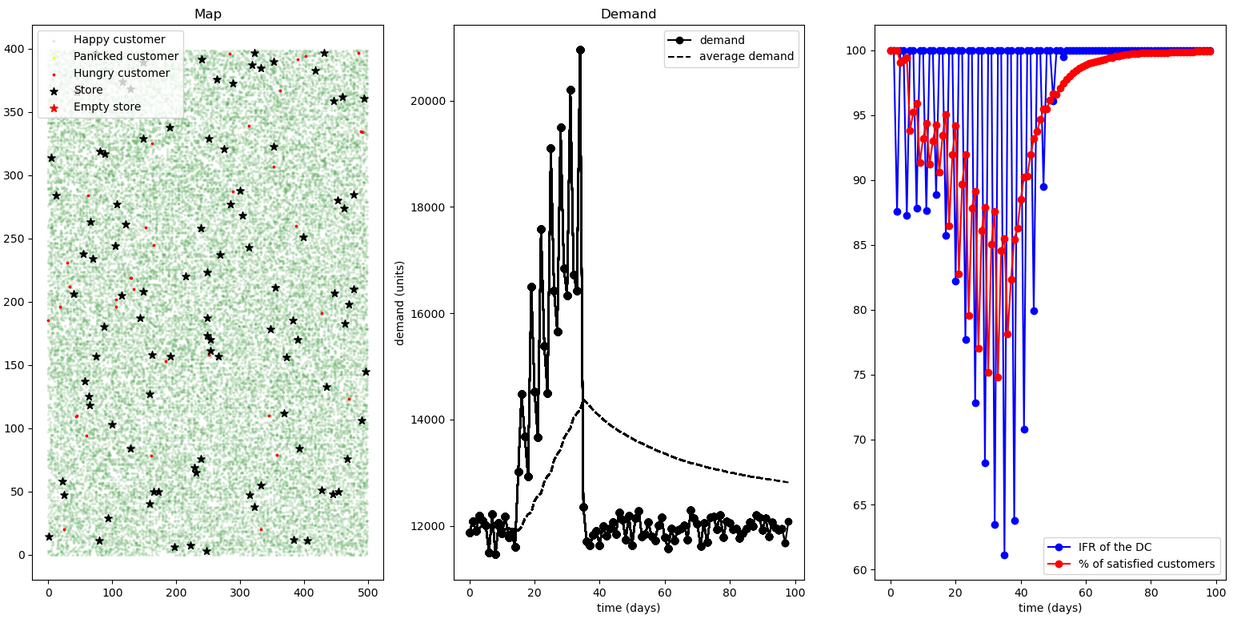 Map
Happy customer
Panicked customer
Hungry customer
Store
Empty store
400
350
300
250
200
150
100
50
0
0 100 200 300 400 500
Demand
demand
average demand
demand (units)
20000
18000
16000
14000
12000
0 20 40 60 80 100
time (days)
100
95
90
85
80
75
70
65
60
IFR of the DC
% of satisfied customers
0 20 40 60 80 100
time (days)